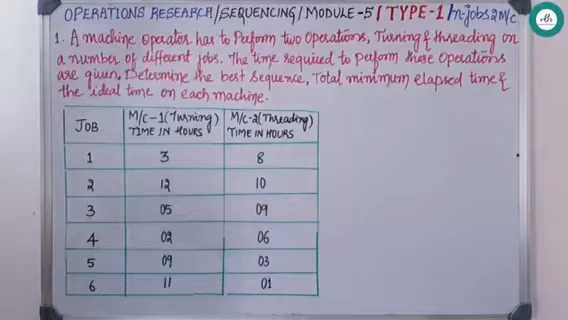 OPERATIONS RESEARCH/SEQUENCING/MODULE-5/TYPE-1/n-jobs 2 M/C
1. A machine operator has to Perform two Operations, Turning & threading on
a number of different jobs. The time required to perform these operations
are given. Determine the best sequence, Total minimum elapsed time &
the ideal time on each machine.
JOB M/C-1 (Turning) TIME IN HOURS M/C-2 (Threading) TIME IN HOURS
1 3 8
2 12 10
3 05 09
4 02 06
5 09 03
6 11 01